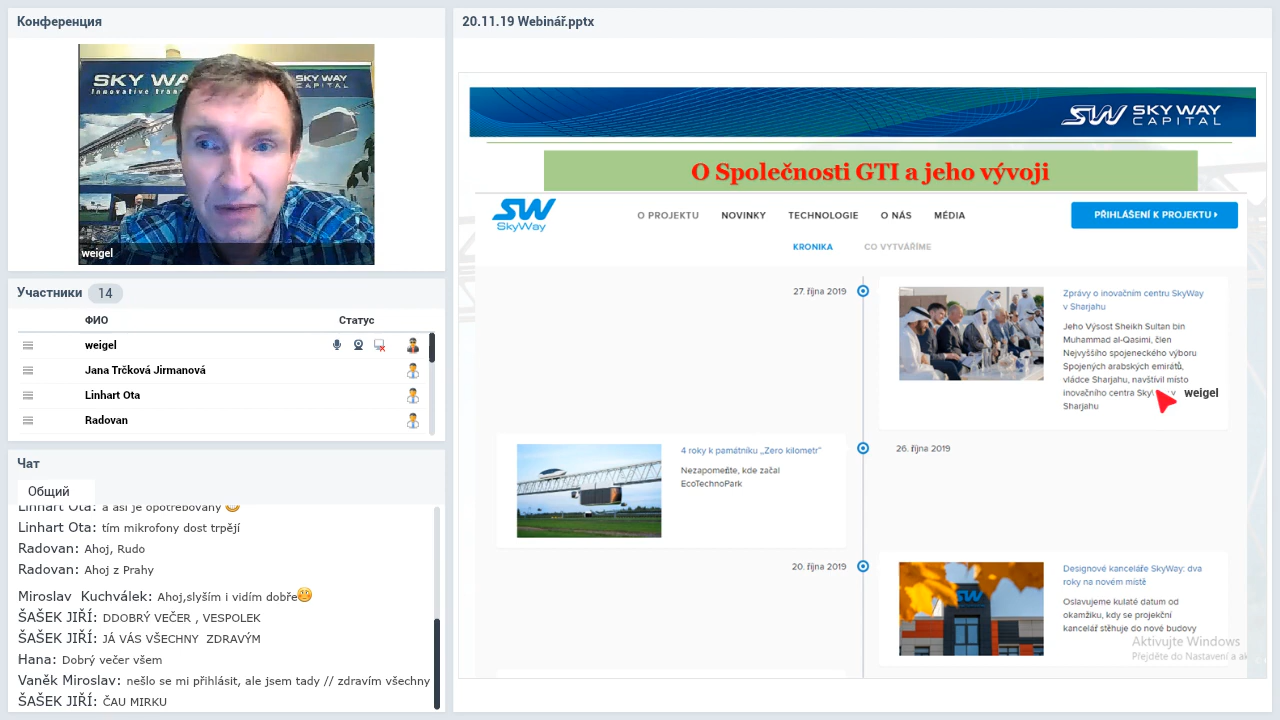 Конференция
SKY WA
SKY WAY
CAPITAL
weigel
Участники 14
ФИО Статус
weigel
Jana Trčková Jirmanová
Linhart Ota
Radovan
Чат
Общий
Linhart Ota: a asi je opotřebovaný
Linhart Ota: tím mikrofony dost trpějí
Radovan: Ahoj, Rudo
Radovan: Ahoj z Prahy
Miroslav Kuchválek: Ahoj,slyším i vidím dobře
ŠAŠEK JIŘÍ: DDOBRÝ VEČER , VESPOLEK
ŠAŠEK JIŘÍ: JÁ VÁS VŠECHNY ZDRAVÝM
Hana: Dobrý večer všem
Vaněk Miroslav: nešlo se mi přihlásit, ale jsem tady // zdravím všechny
ŠAŠEK JIŘÍ: ČAU MIRKU
20.11.19 Webinář.pptx
SW SKY WAY
CAPITAL
O Společnosti GTI a jeho vývoji
SW
SkyWay
O PROJEKTU NOVINKY TECHNOLOGIE O NÁS MÉDIA
PŘIHLÁŠENÍ K PROJEKTU
KRONIKA CO VYTVÁŘÍME
27. října 2019
Zprávy o inovačním centru SkyWay
v Sharjahu
Jeho Výsost Sheikh Sultan bin
Muhammad al-Qasimi, člen
Nejvyššího spojeneckého výboru
Spojených arabských emirátů,
vládce Sharjahu, navštívil místo
inovačního centra SkyWay v
Sharjahu
weigel
26. října 2019
4 roky k památníku „Zero kilometr"
Nezapomeňte, kde začal
EcoTechnoPark
20. října 2019
Designové kanceláře SkyWay: dva
roky na novém místě
Oslavujeme kulaté datum od
okamžiku, kdy se projekční
kancelář stěhuje do nové budovy
Aktivujte Windows
Přejděte do Nastavení a ak